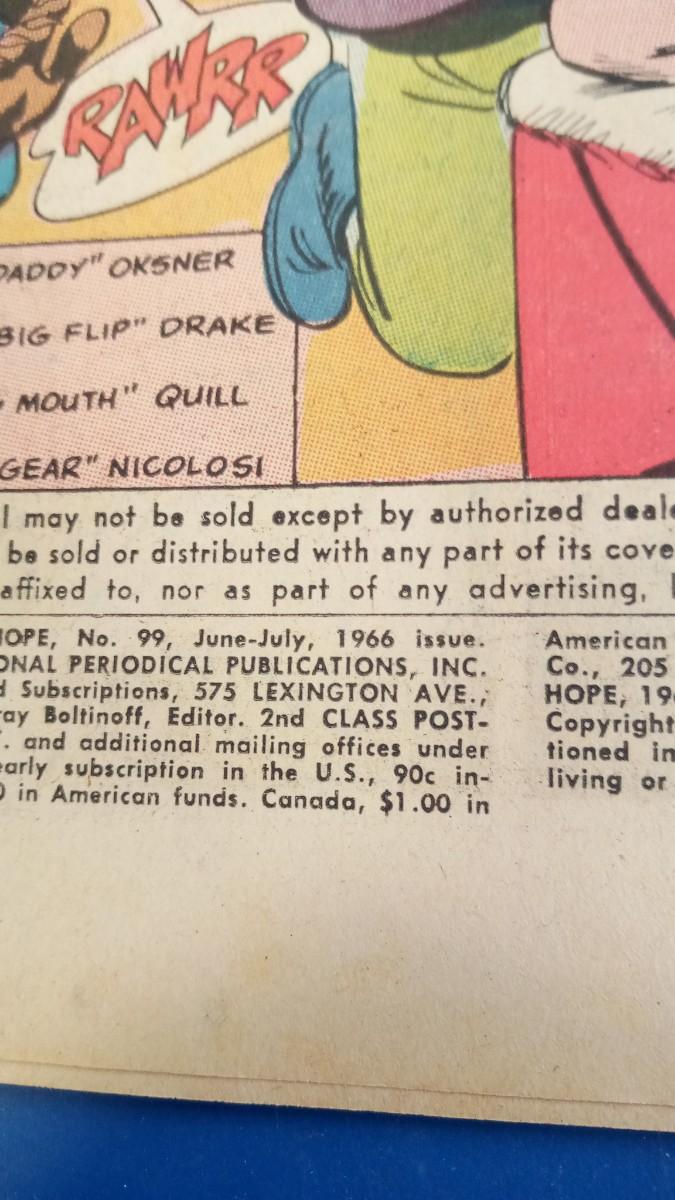 RAWRR
DADDY" OKSNER
BIG FLIP" DRAKE
MOUTH" QUILL
GEAR" NICOLOSI
l may not be sold except by authorized deale
be sold or distributed with any part of its cove
affixed to, nor as part of any advertising,
HOPE, No. 99, June-July, 1966 issue.
ONAL PERIODICAL PUBLICATIONS, INC.
d Subscriptions, 575 LEXINGTON AVE.,
ray Boltinoff, Editor. 2nd CLASS POST-
. and additional mailing offices under
early subscription in the U.S., 90c in-
0 in American funds. Canada, $1.00 in
American
Co., 205
HOPE, 19
Copyright
tioned in
living or